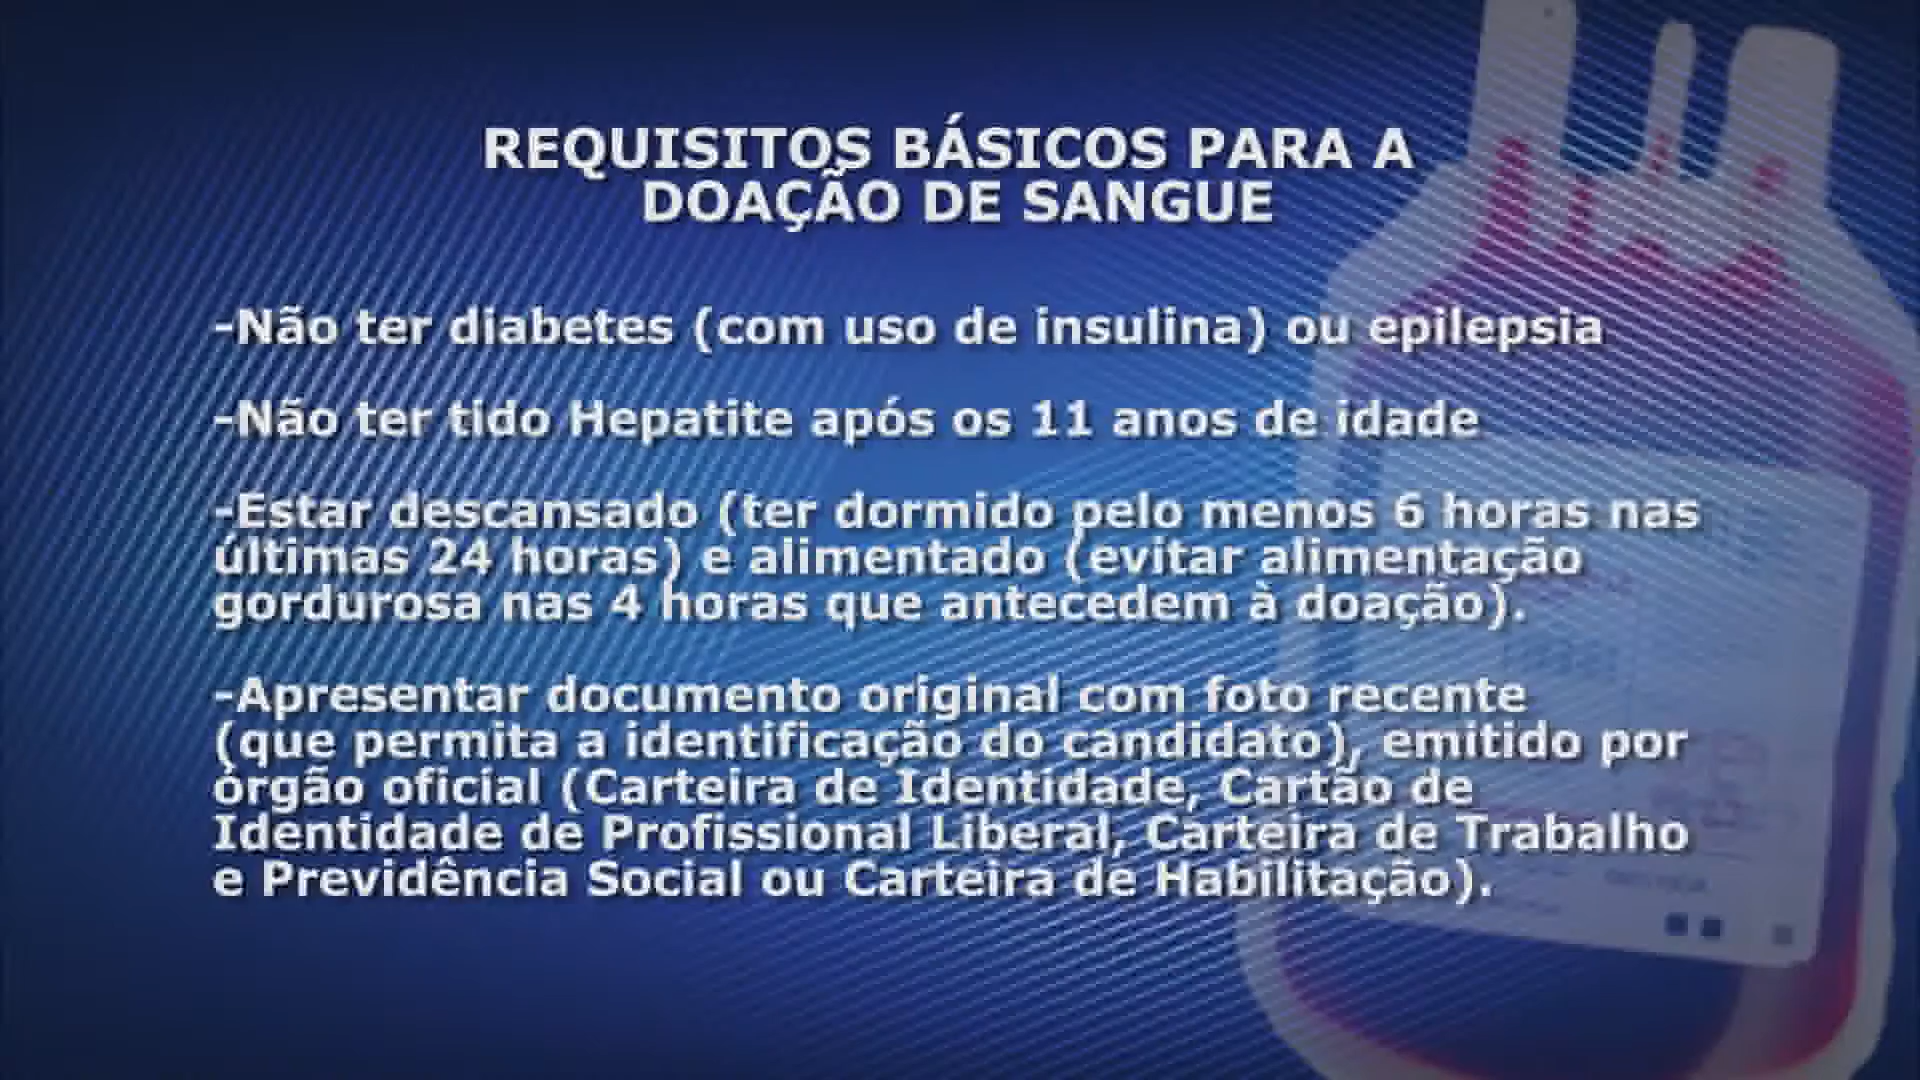 REQUISITOS BÁSICOS PARA A
DOAÇÃO DE SANGUE
-Não ter diabetes (com uso de insulina) ou epilepsia
-Não ter tido Hepatite após os 11 anos de idade
-Estar descansado (ter dormido pelo menos 6 horas nas
últimas 24 horas) e alimentado (evitar alimentação
gordurosa nas 4 horas que antecedem à doação).
-Apresentar documento original com foto recente
(que permita a identificação do candidato), emitido por
órgão oficial (Carteira de Identidade, Cartão de
Identidade de Profissional Liberal, Carteira de Trabalho
e Previdência Social ou Carteira de Habilitação).